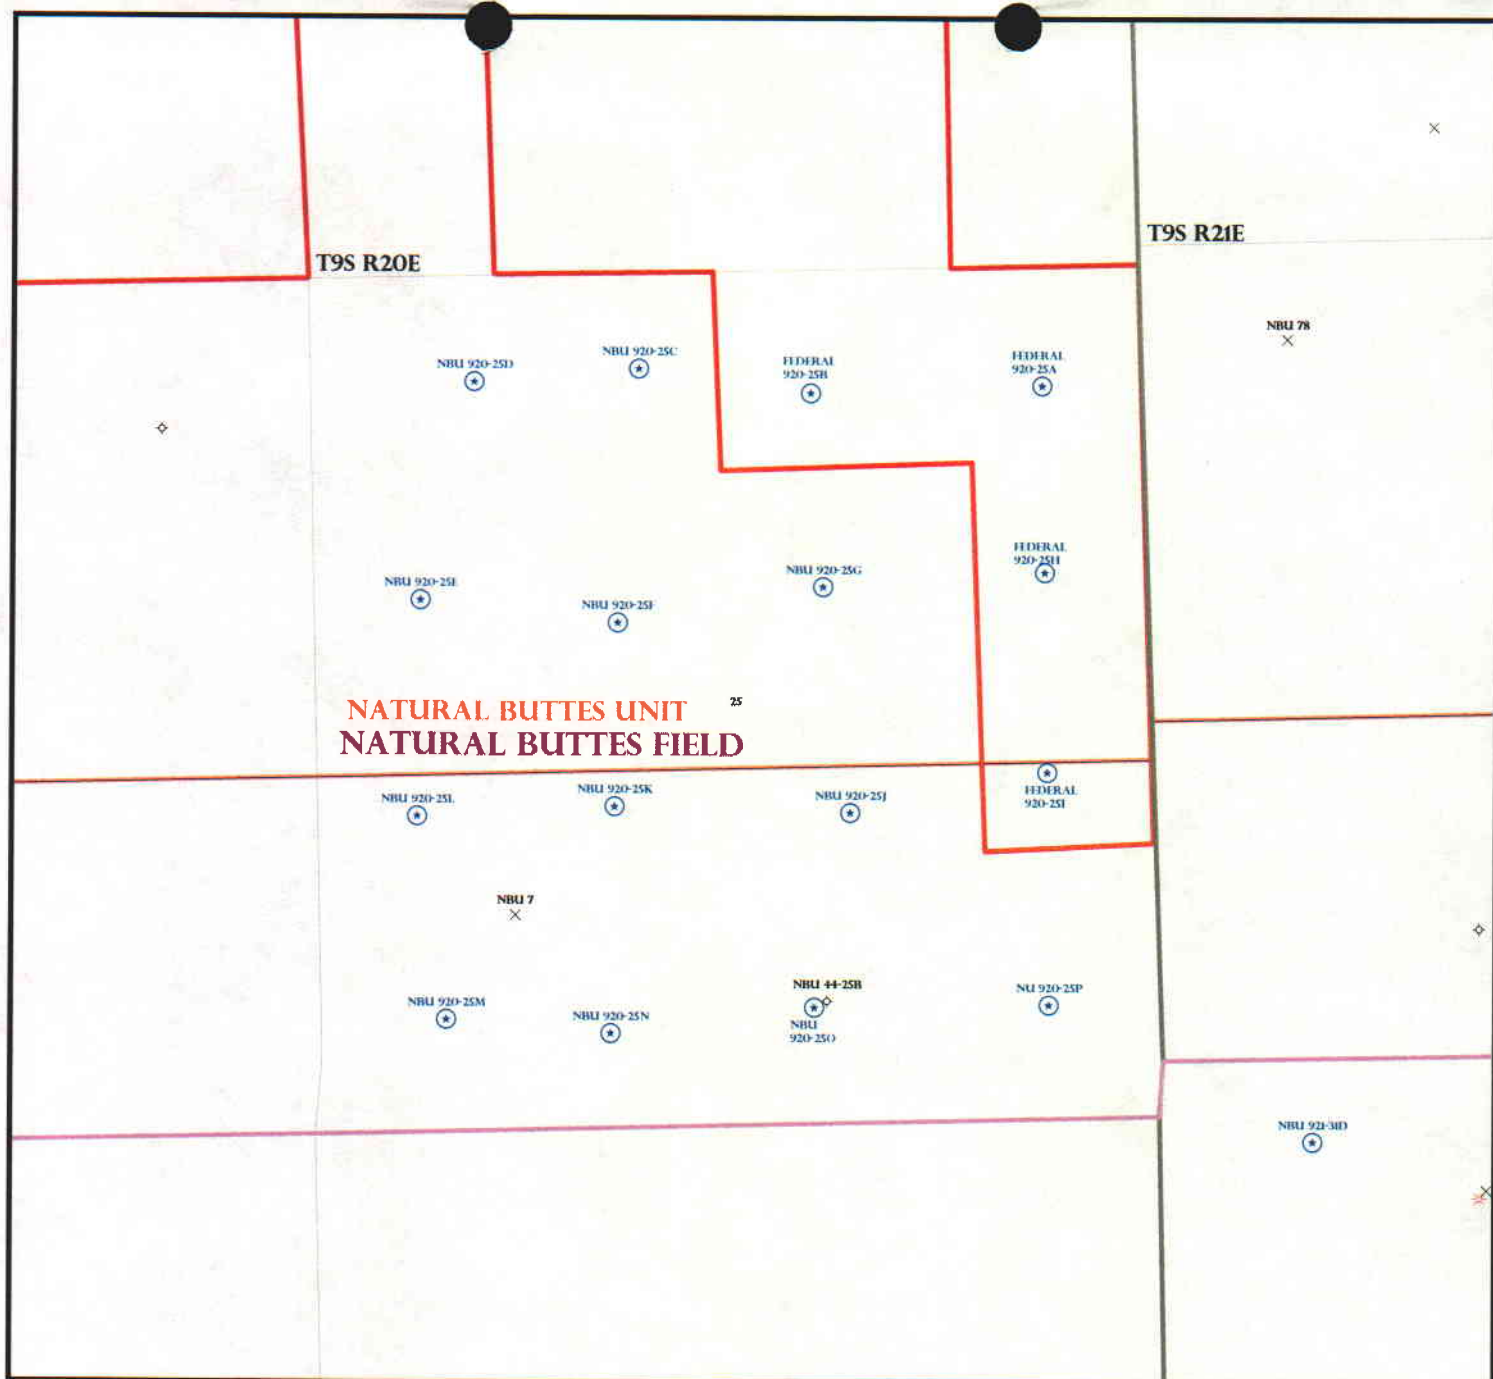 T9S R21E
T9S R20E
NBU 78
NBU 920-25D
NBU 920-25C
FEDERAL
920-25B
FEDERAL
920-25A
NBU 920-25E
NBU 920-25F
NBU 920-25G
FEDERAL
920-25H
NATURAL BUTTES UNIT
25
NATURAL BUTTES FIELD
NBU 920-25L
NBU 920-25K
NBU 920-25J
FEDERAL
920-25I
NBU 7
NBU 920-25M
NBU 920-25N
NBU 44-25B
NBU
920-25O
NU 920-25P
NBU 921-31D